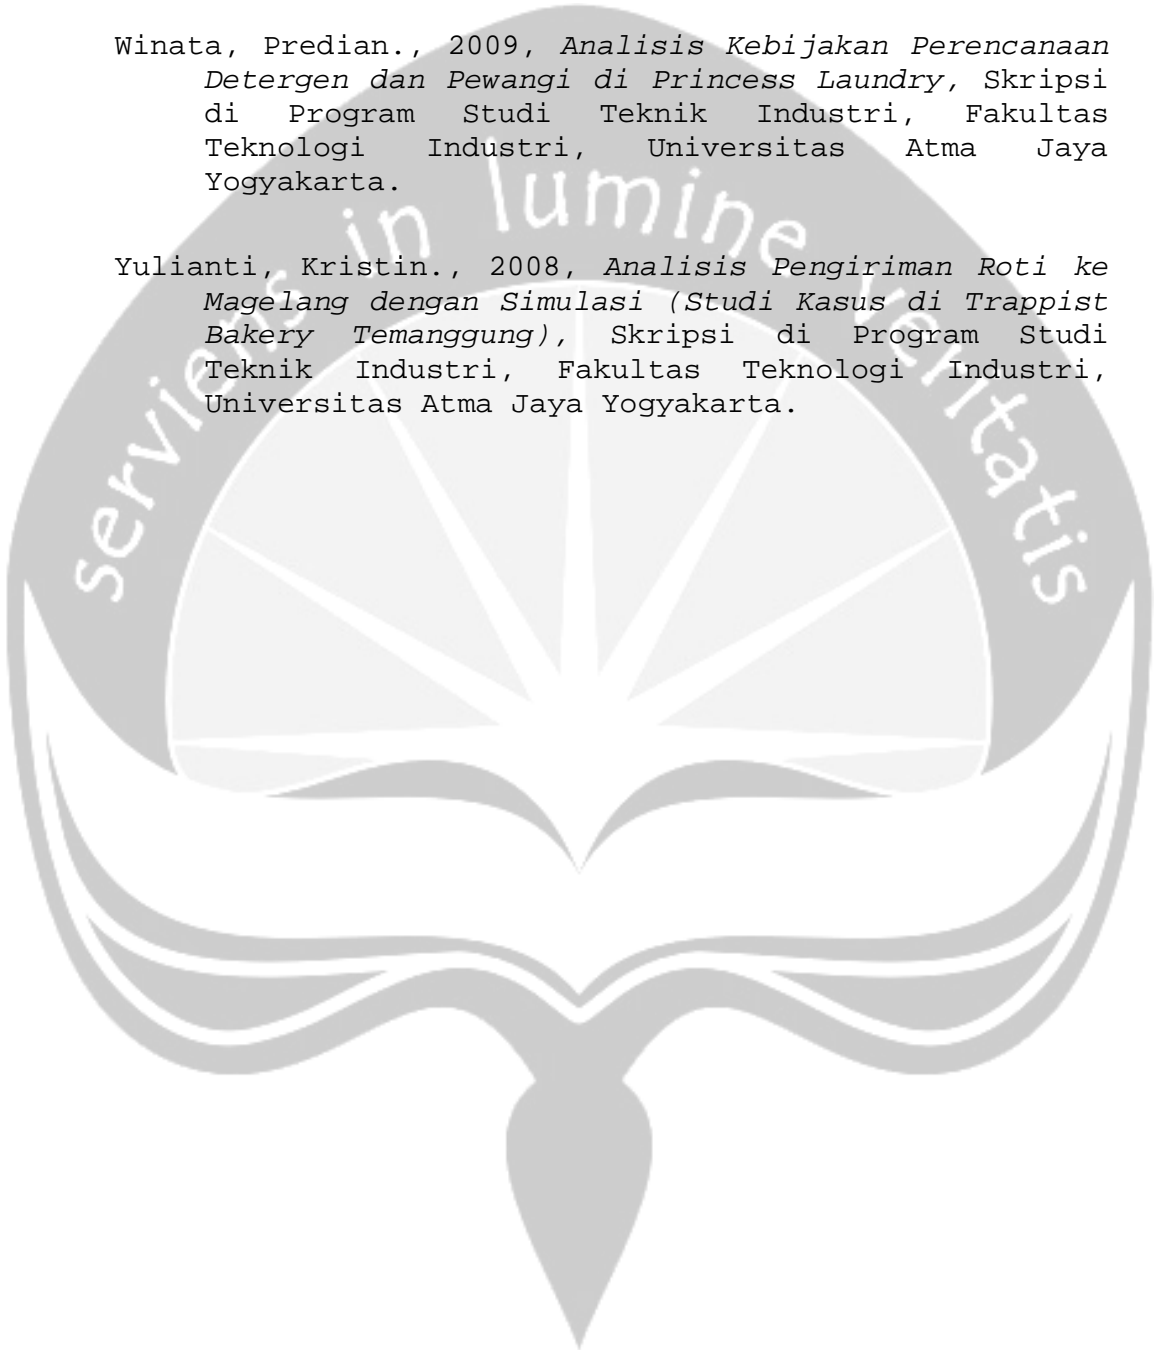 Winata, Predian., 2009, Analisis Kebijakan Perencanaan
Detergen dan Pewangi di Princess Laundry, Skripsi
di Program Studi Teknik Industri, Fakultas
Teknologi Industri, Universitas Atma Jaya
Yogyakarta.
Yulianti, Kristin., 2008, Analisis Pengiriman Roti ke
Magelang dengan Simulasi (Studi Kasus di Trappist
Bakery Temanggung), Skripsi di Program Studi
Teknik Industri, Fakultas Teknologi Industri,
Universitas Atma Jaya Yogyakarta.
serviens in lumine veritatis